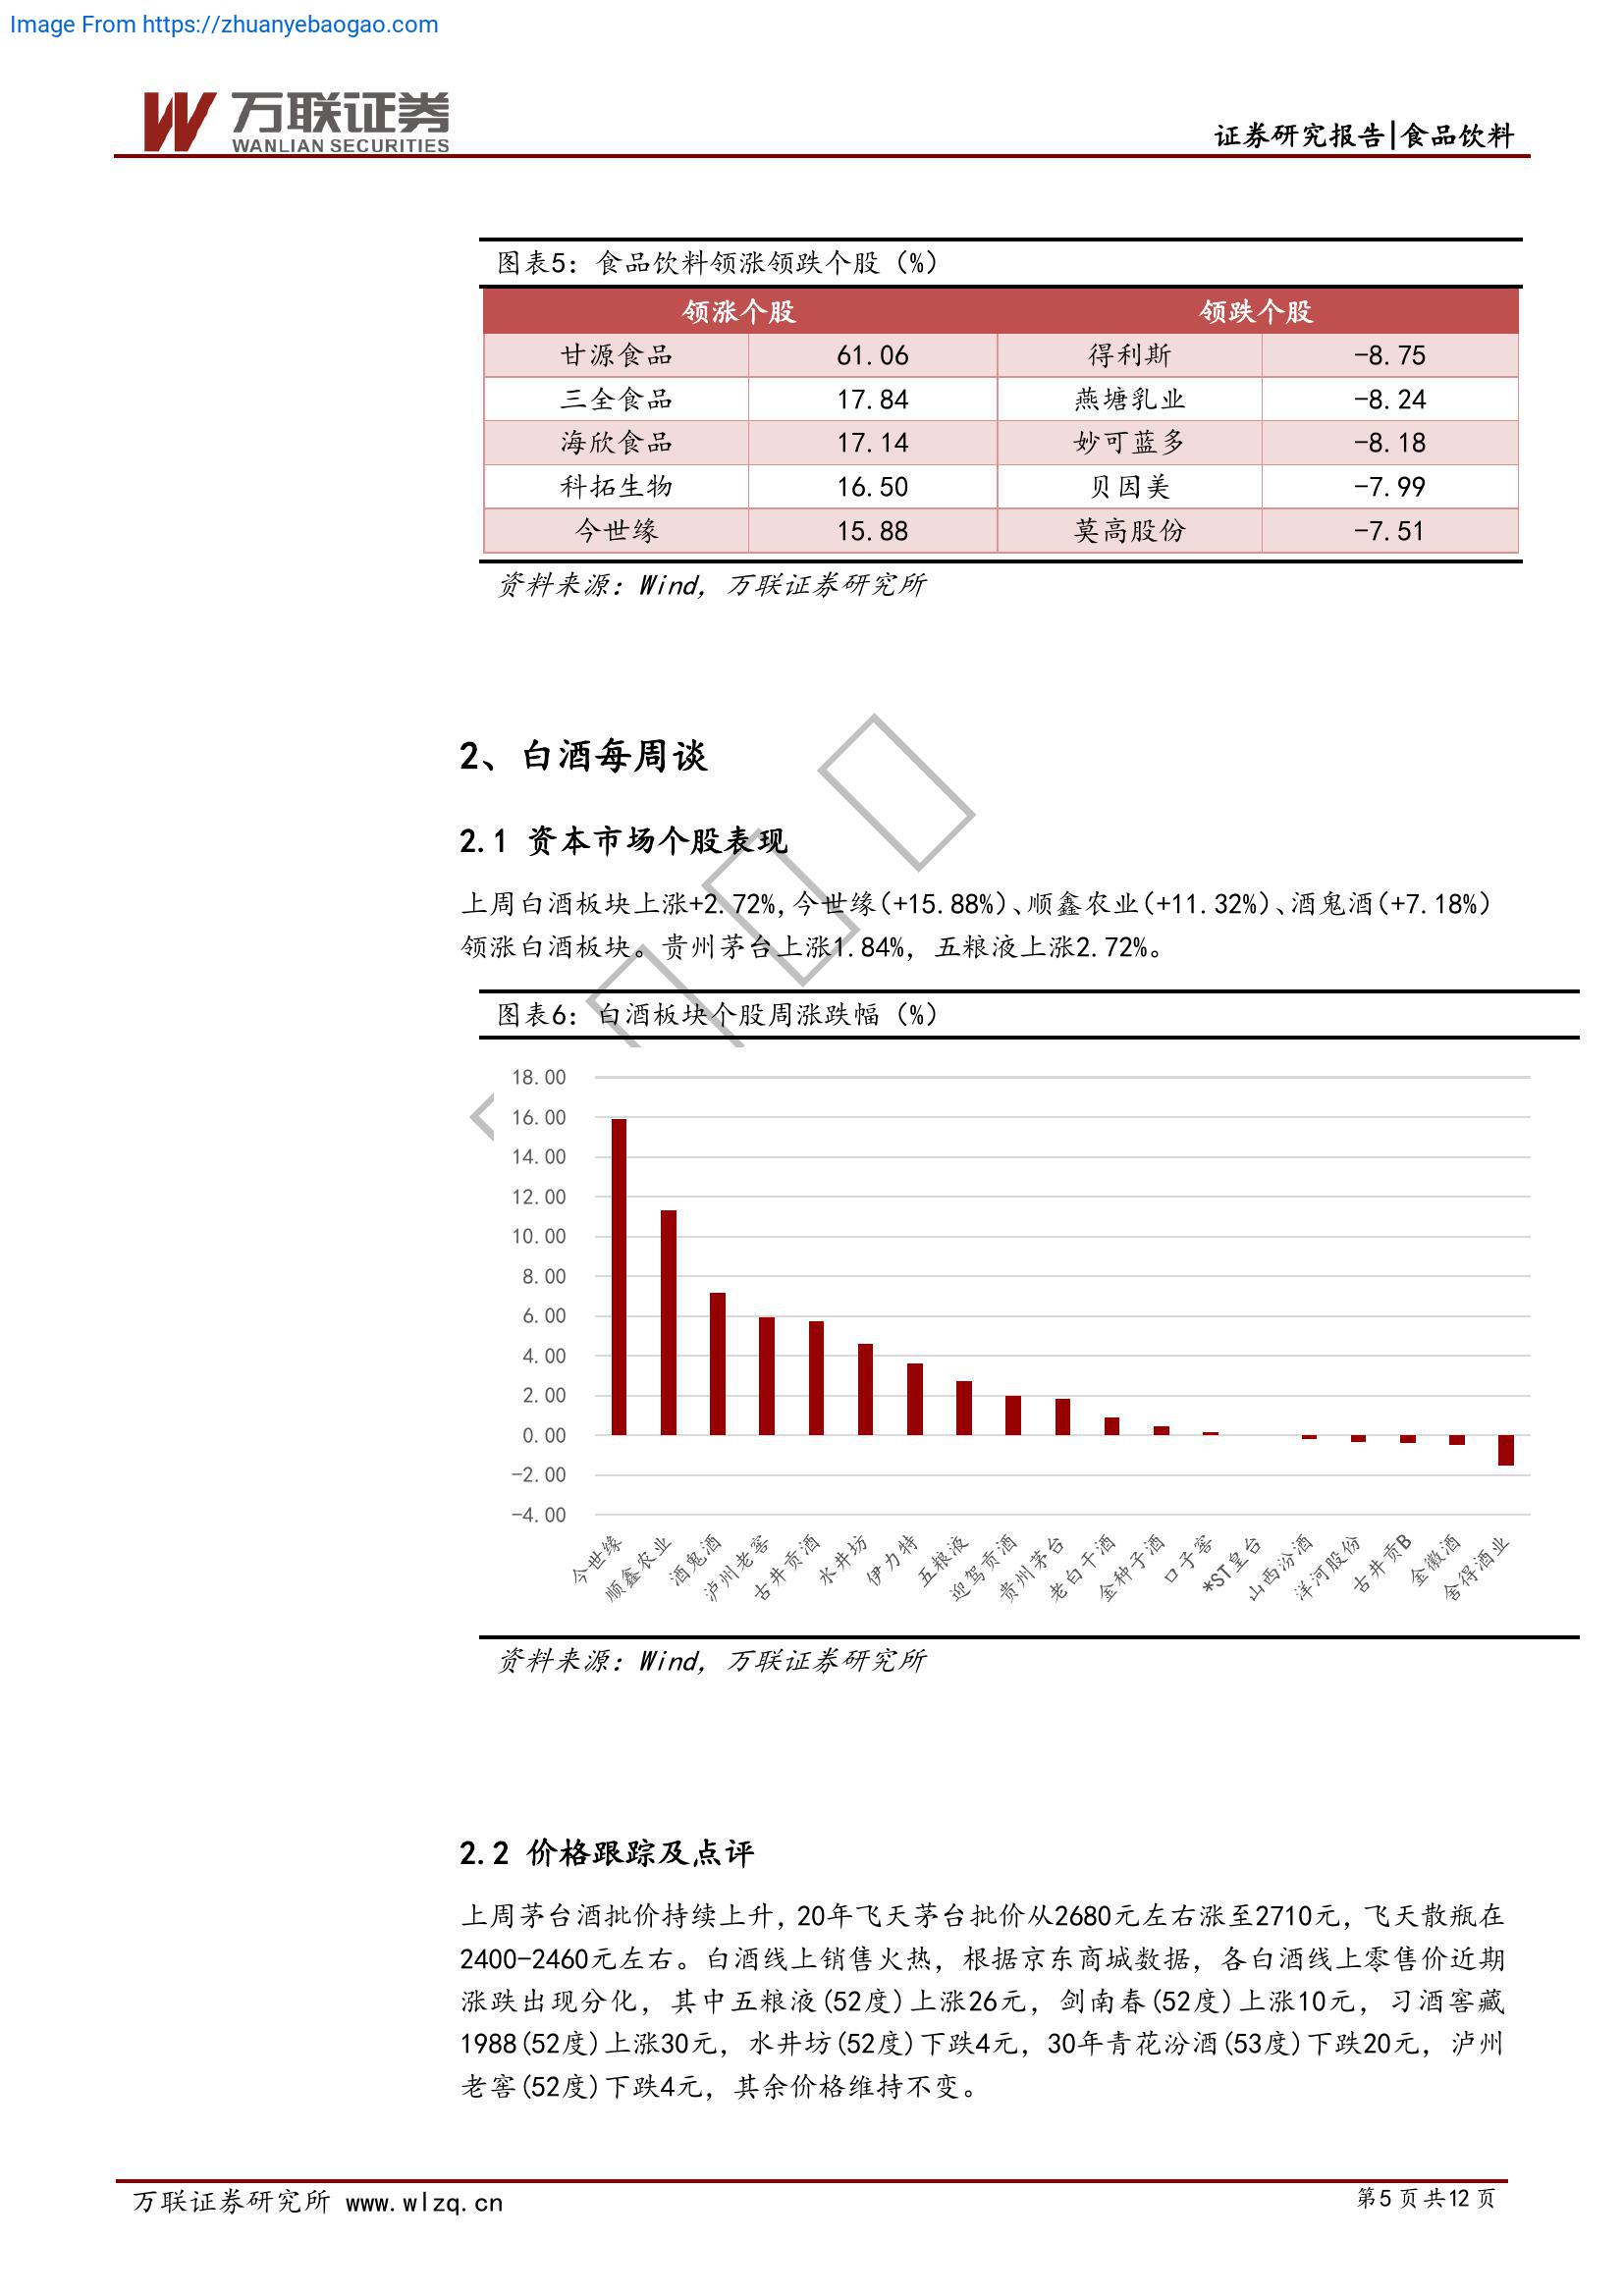 Image From https://zhuanyebaogao.com
万联证券
WANLIAN SECURITIES
证券研究报告|食品饮料
图表5：食品饮料领涨领跌个股（%）
领涨个股 领跌个股
甘源食品 61.06 得利斯 -8.75
三全食品 17.84 燕塘乳业 -8.24
海欣食品 17.14 妙可蓝多 -8.18
科拓生物 16.50 贝因美 -7.99
今世缘 15.88 莫高股份 -7.51
资料来源：Wind, 万联证券研究所
2、白酒每周谈
2.1 资本市场个股表现
上周白酒板块上涨+2.72%,今世缘(+15.88%)、顺鑫农业(+11.32%)、酒鬼酒(+7.18%)
领涨白酒板块。贵州茅台上涨1.84%，五粮液上涨2.72%。
图表6：白酒板块个股周涨跌幅（%）
18.00
16.00
14.00
12.00
10.00
8.00
6.00
4.00
2.00
0.00
-2.00
-4.00
今世缘 顺鑫农业 酒鬼酒 泸州老窖 古井贡酒 水井坊 伊力特 五粮液 迎驾贡酒 贵州茅台 老白干酒 金种子酒 口子窖 *ST皇台 山西汾酒 洋河股份 古井贡B 金徽酒 舍得酒业
资料来源：Wind, 万联证券研究所
2.2 价格跟踪及点评
上周茅台酒批价持续上升，20年飞天茅台批价从2680元左右涨至2710元，飞天散瓶在
2400-2460元左右。白酒线上销售火热，根据京东商城数据，各白酒线上零售价近期
涨跌出现分化，其中五粮液(52度)上涨26元，剑南春(52度)上涨10元，习酒窖藏
1988(52度)上涨30元，水井坊(52度)下跌4元，30年青花汾酒(53度)下跌20元，泸州
老窖(52度)下跌4元，其余价格维持不变。
万联证券研究所 www.wlzq.cn 第5页共12页